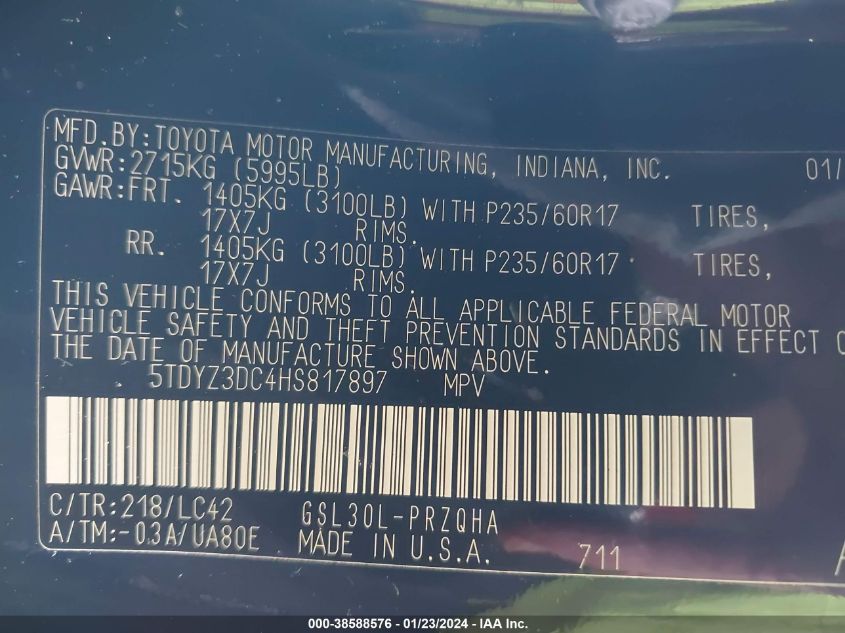 MFD.BY:TOYOTA MOTOR MANUFACTURING, INDIANA, INC. 01/
GVWR:2715KG (5995LB)
GAWR:FRT. 1405KG (3100LB) WITH P235/60R17 TIRES,
17X7J RIMS.
RR. 1405KG (3100LB) WITH P235/60R17 TIRES,
17X7J RIMS.
THIS VEHICLE CONFORMS TO ALL APPLICABLE FEDERAL MOTOR
VEHICLE SAFETY AND THEFT PREVENTION STANDARDS IN EFFECT
THE DATE OF MANUFACTURE SHOWN ABOVE.
5TDYZ3DC4HS817897 MPV
C/TR:218/LC42 GSL30L-PRZQHA
A/TM:-03A/UA80E MADE IN U.S.A. 711
000-38588576 - 01/23/2024 - IAA Inc.